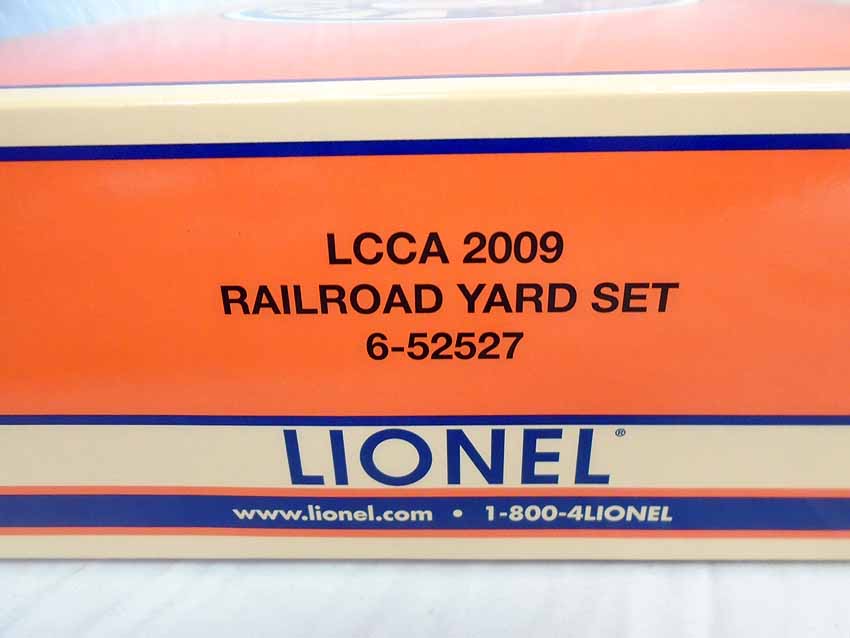 LCCA 2009
RAILROAD YARD SET
6-52527
LIONEL®
www.lionel.com • 1-800-4LIONEL